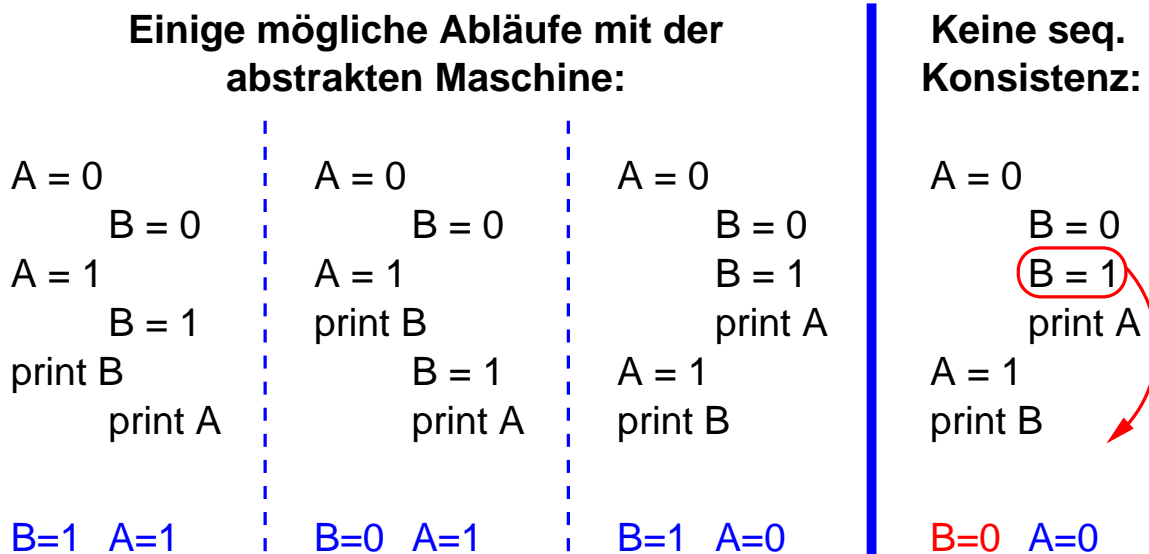 Einige mögliche Abläufe mit der
abstrakten Maschine:
A = 0
B = 0
A = 1
B = 1
print B
print A
B=1 A=1
A = 0
B = 0
A = 1
print B
B = 1
print A
B=0 A=1
A = 0
B = 0
B = 1
print A
A = 1
print B
B=1 A=0
Keine seq.
Konsistenz:
A = 0
B = 0
B = 1
print A
A = 1
print B
B=0 A=0